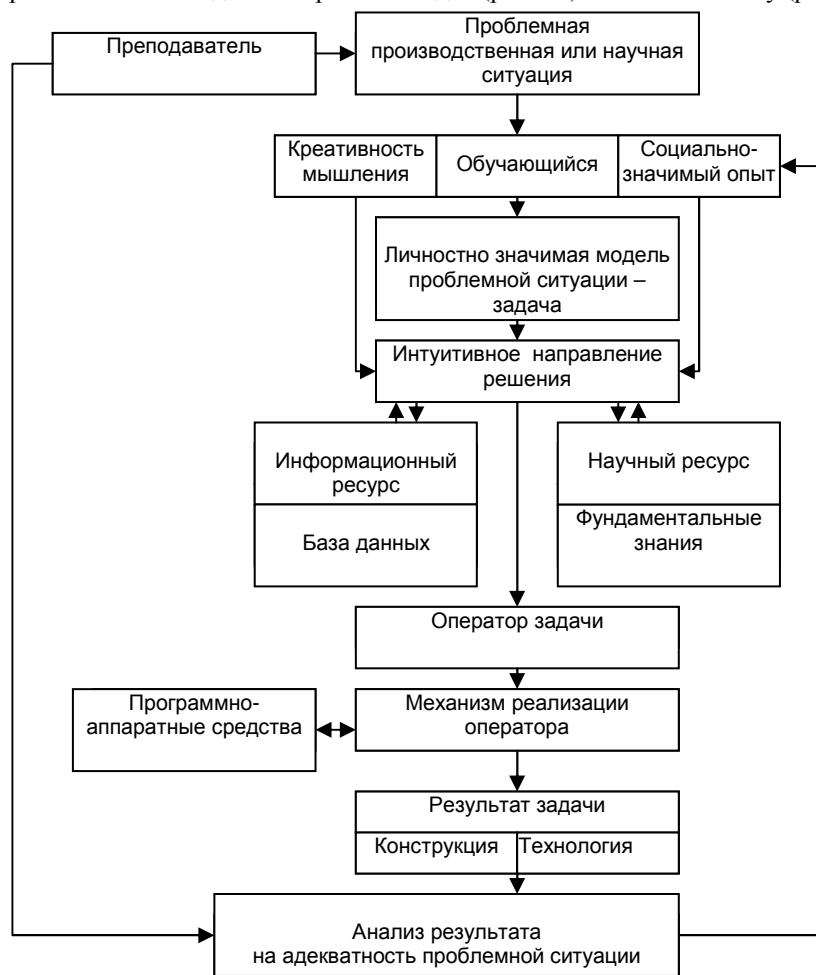 Преподаватель
Проблемная
производственная или научная
ситуация
Креативность
мышления
Обучающийся
Социально-
значимый опыт
Личностно значимая модель
проблемной ситуации –
задача
Интуитивное направление
решения
Информационный
ресурс
База данных
Научный ресурс
Фундаментальные
знания
Оператор задачи
Программно-
аппаратные средства
Механизм реализации
оператора
Результат задачи
Конструкция Технология
Анализ результата
на адекватность проблемной ситуации